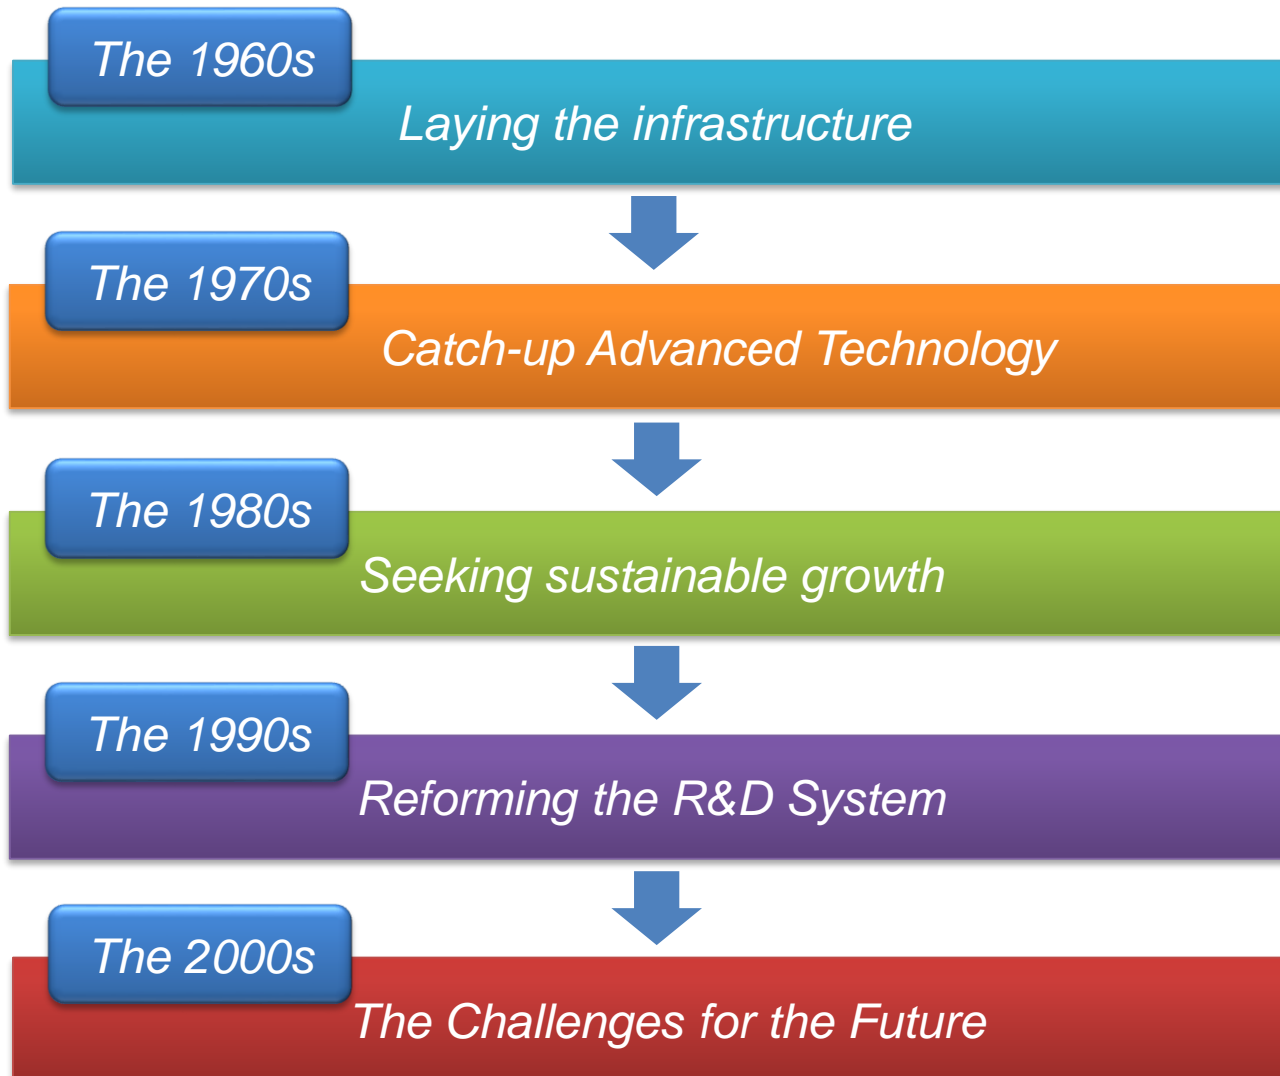 The 1960s
Laying the infrastructure
The 1970s
Catch-up Advanced Technology
The 1980s
Seeking sustainable growth
The 1990s
Reforming the R&D System
The 2000s
The Challenges for the Future